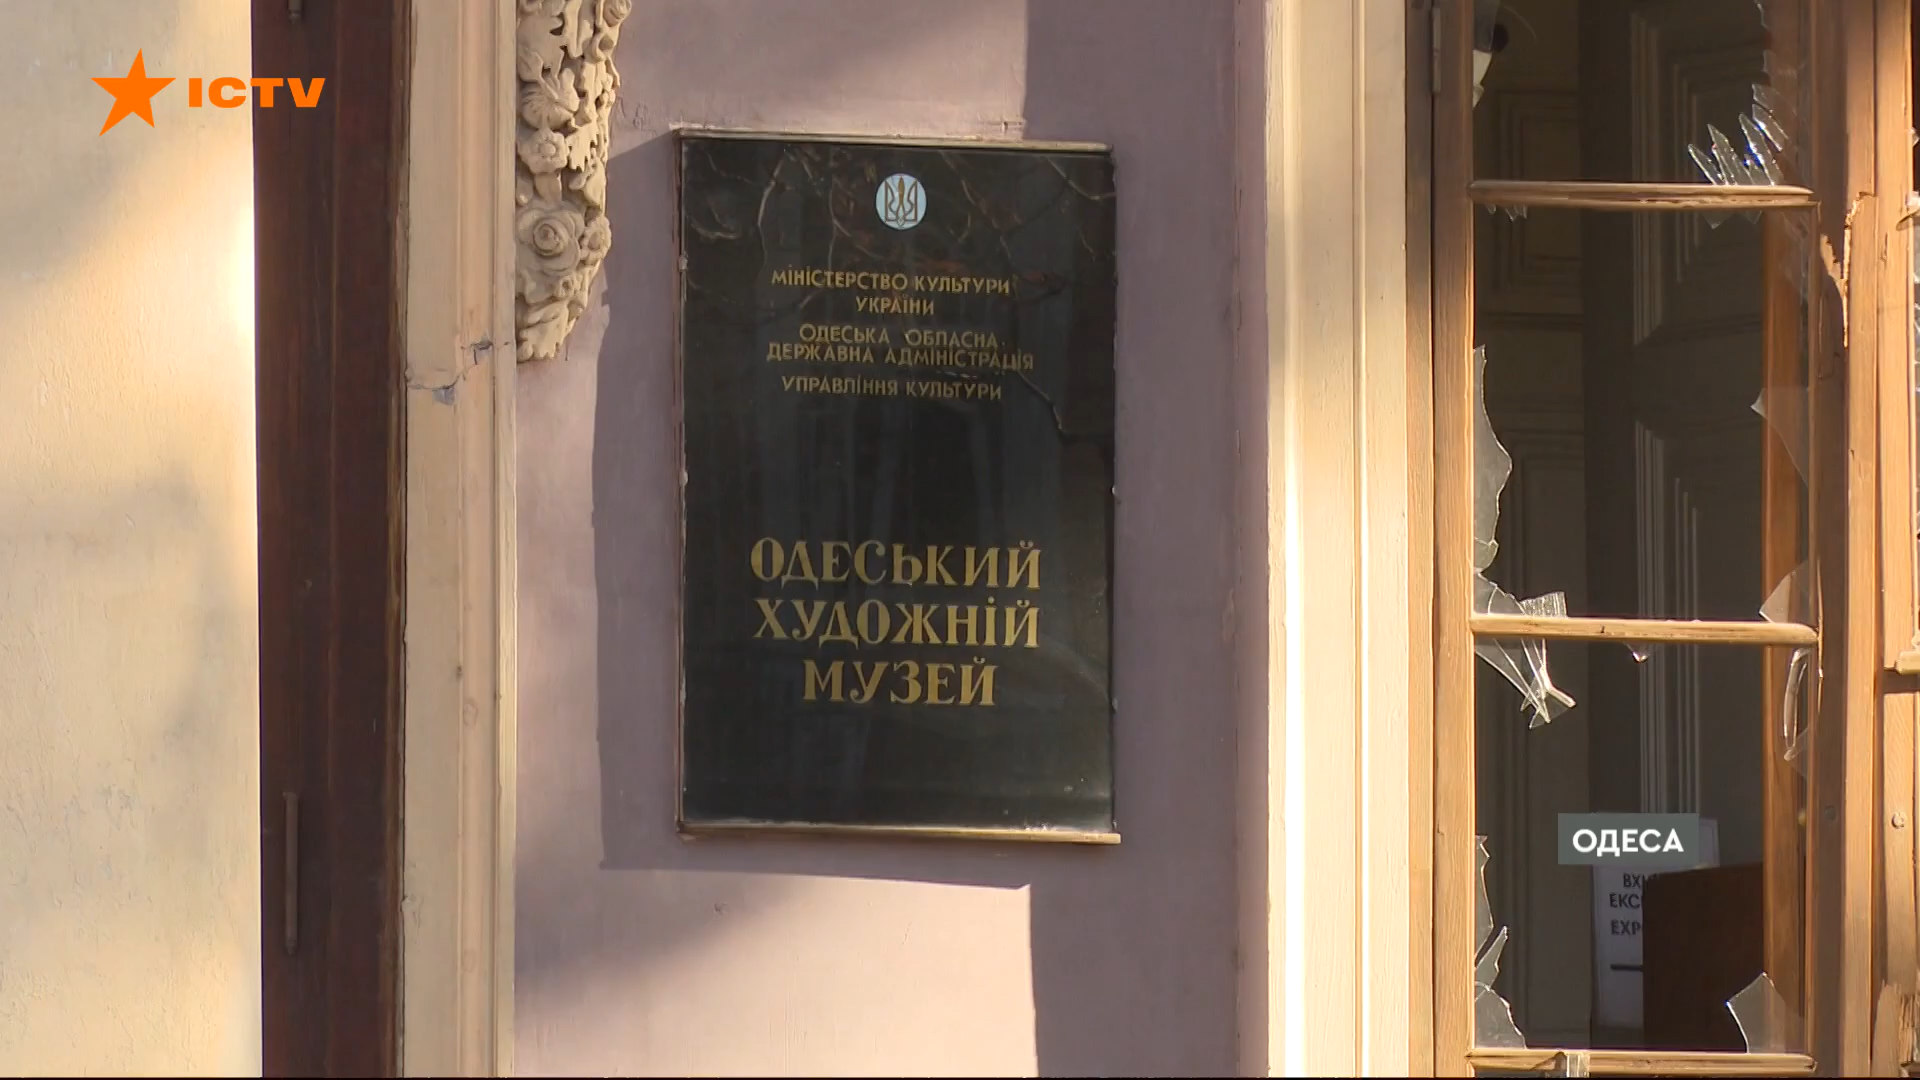 ICTV
МІНІСТЕРСТВО КУЛЬТУРИ
УКРАЇНИ
ОДЕСЬКА ОБЛАСНА
ДЕРЖАВНА АДМІНІСТРАЦІЯ
УПРАВЛІННЯ КУЛЬТУРИ
ОДЕСЬКИЙ
ХУДОЖНІЙ
МУЗЕЙ
ОДЕСА